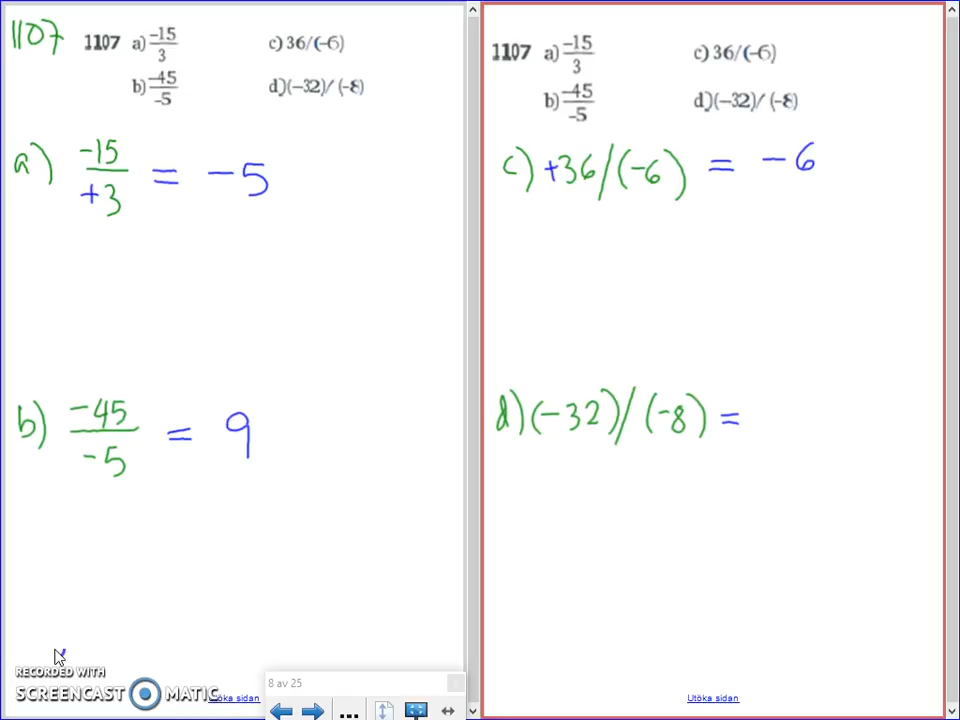 1107
1107 a) -15/3 c) 36/(-6)
b) -45/-5 d) (-32)/(-8)
a) -15/+3 = -5
b) -45/-5 = 9
RECORDED WITH
SCREENCAST MATIC
Utöka sidan
8 av 25
1107 a) -15/3 c) 36/(-6)
b) -45/-5 d) (-32)/(-8)
c) +36/(-6) = -6
d) (-32)/(-8) =
Utöka sidan